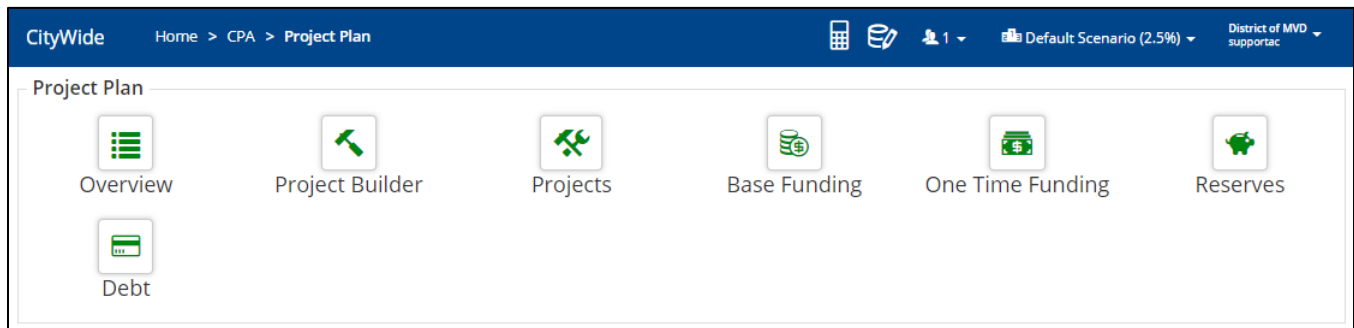 CityWide Home > CPA > Project Plan 1 Default Scenario (2.5%) District of MVD
supportac
Project Plan
Overview Project Builder Projects Base Funding One Time Funding Reserves
Debt